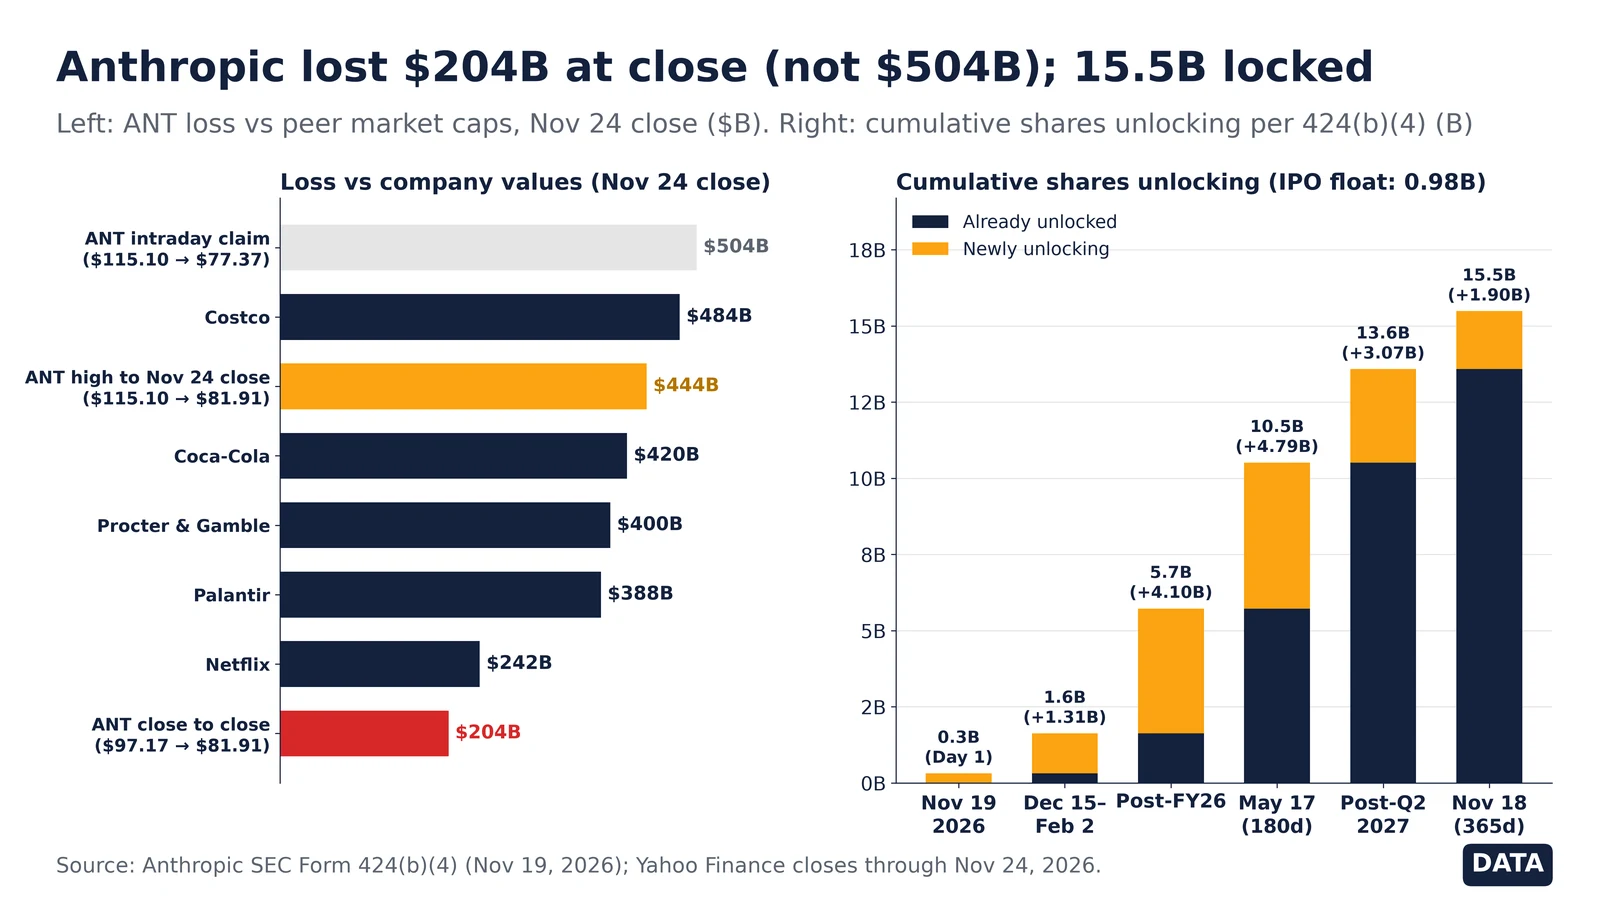 Anthropic lost $204B at close (not $504B); 15.5B locked
Left: ANT loss vs peer market caps, Nov 24 close ($B). Right: cumulative shares unlocking per 424(b)(4) (B)
Loss vs company values (Nov 24 close)
ANT intraday claim
($115.10 → $77.37)
$504B
Costco
$484B
ANT high to Nov 24 close
($115.10 → $81.91)
$444B
Coca-Cola
$420B
Procter & Gamble
$400B
Palantir
$388B
Netflix
$242B
ANT close to close
($97.17 → $81.91)
$204B
Cumulative shares unlocking (IPO float: 0.98B)
Already unlocked
Newly unlocking
18B
15B
12B
10B
8B
5B
2B
0B
0.3B
(Day 1)
1.6B
(+1.31B)
5.7B
(+4.10B)
10.5B
(+4.79B)
13.6B
(+3.07B)
15.5B
(+1.90B)
Nov 19
2026
Dec 15–
Feb 2
Post-FY26
May 17
(180d)
Post-Q2
2027
Nov 18
(365d)
Source: Anthropic SEC Form 424(b)(4) (Nov 19, 2026); Yahoo Finance closes through Nov 24, 2026.
DATA